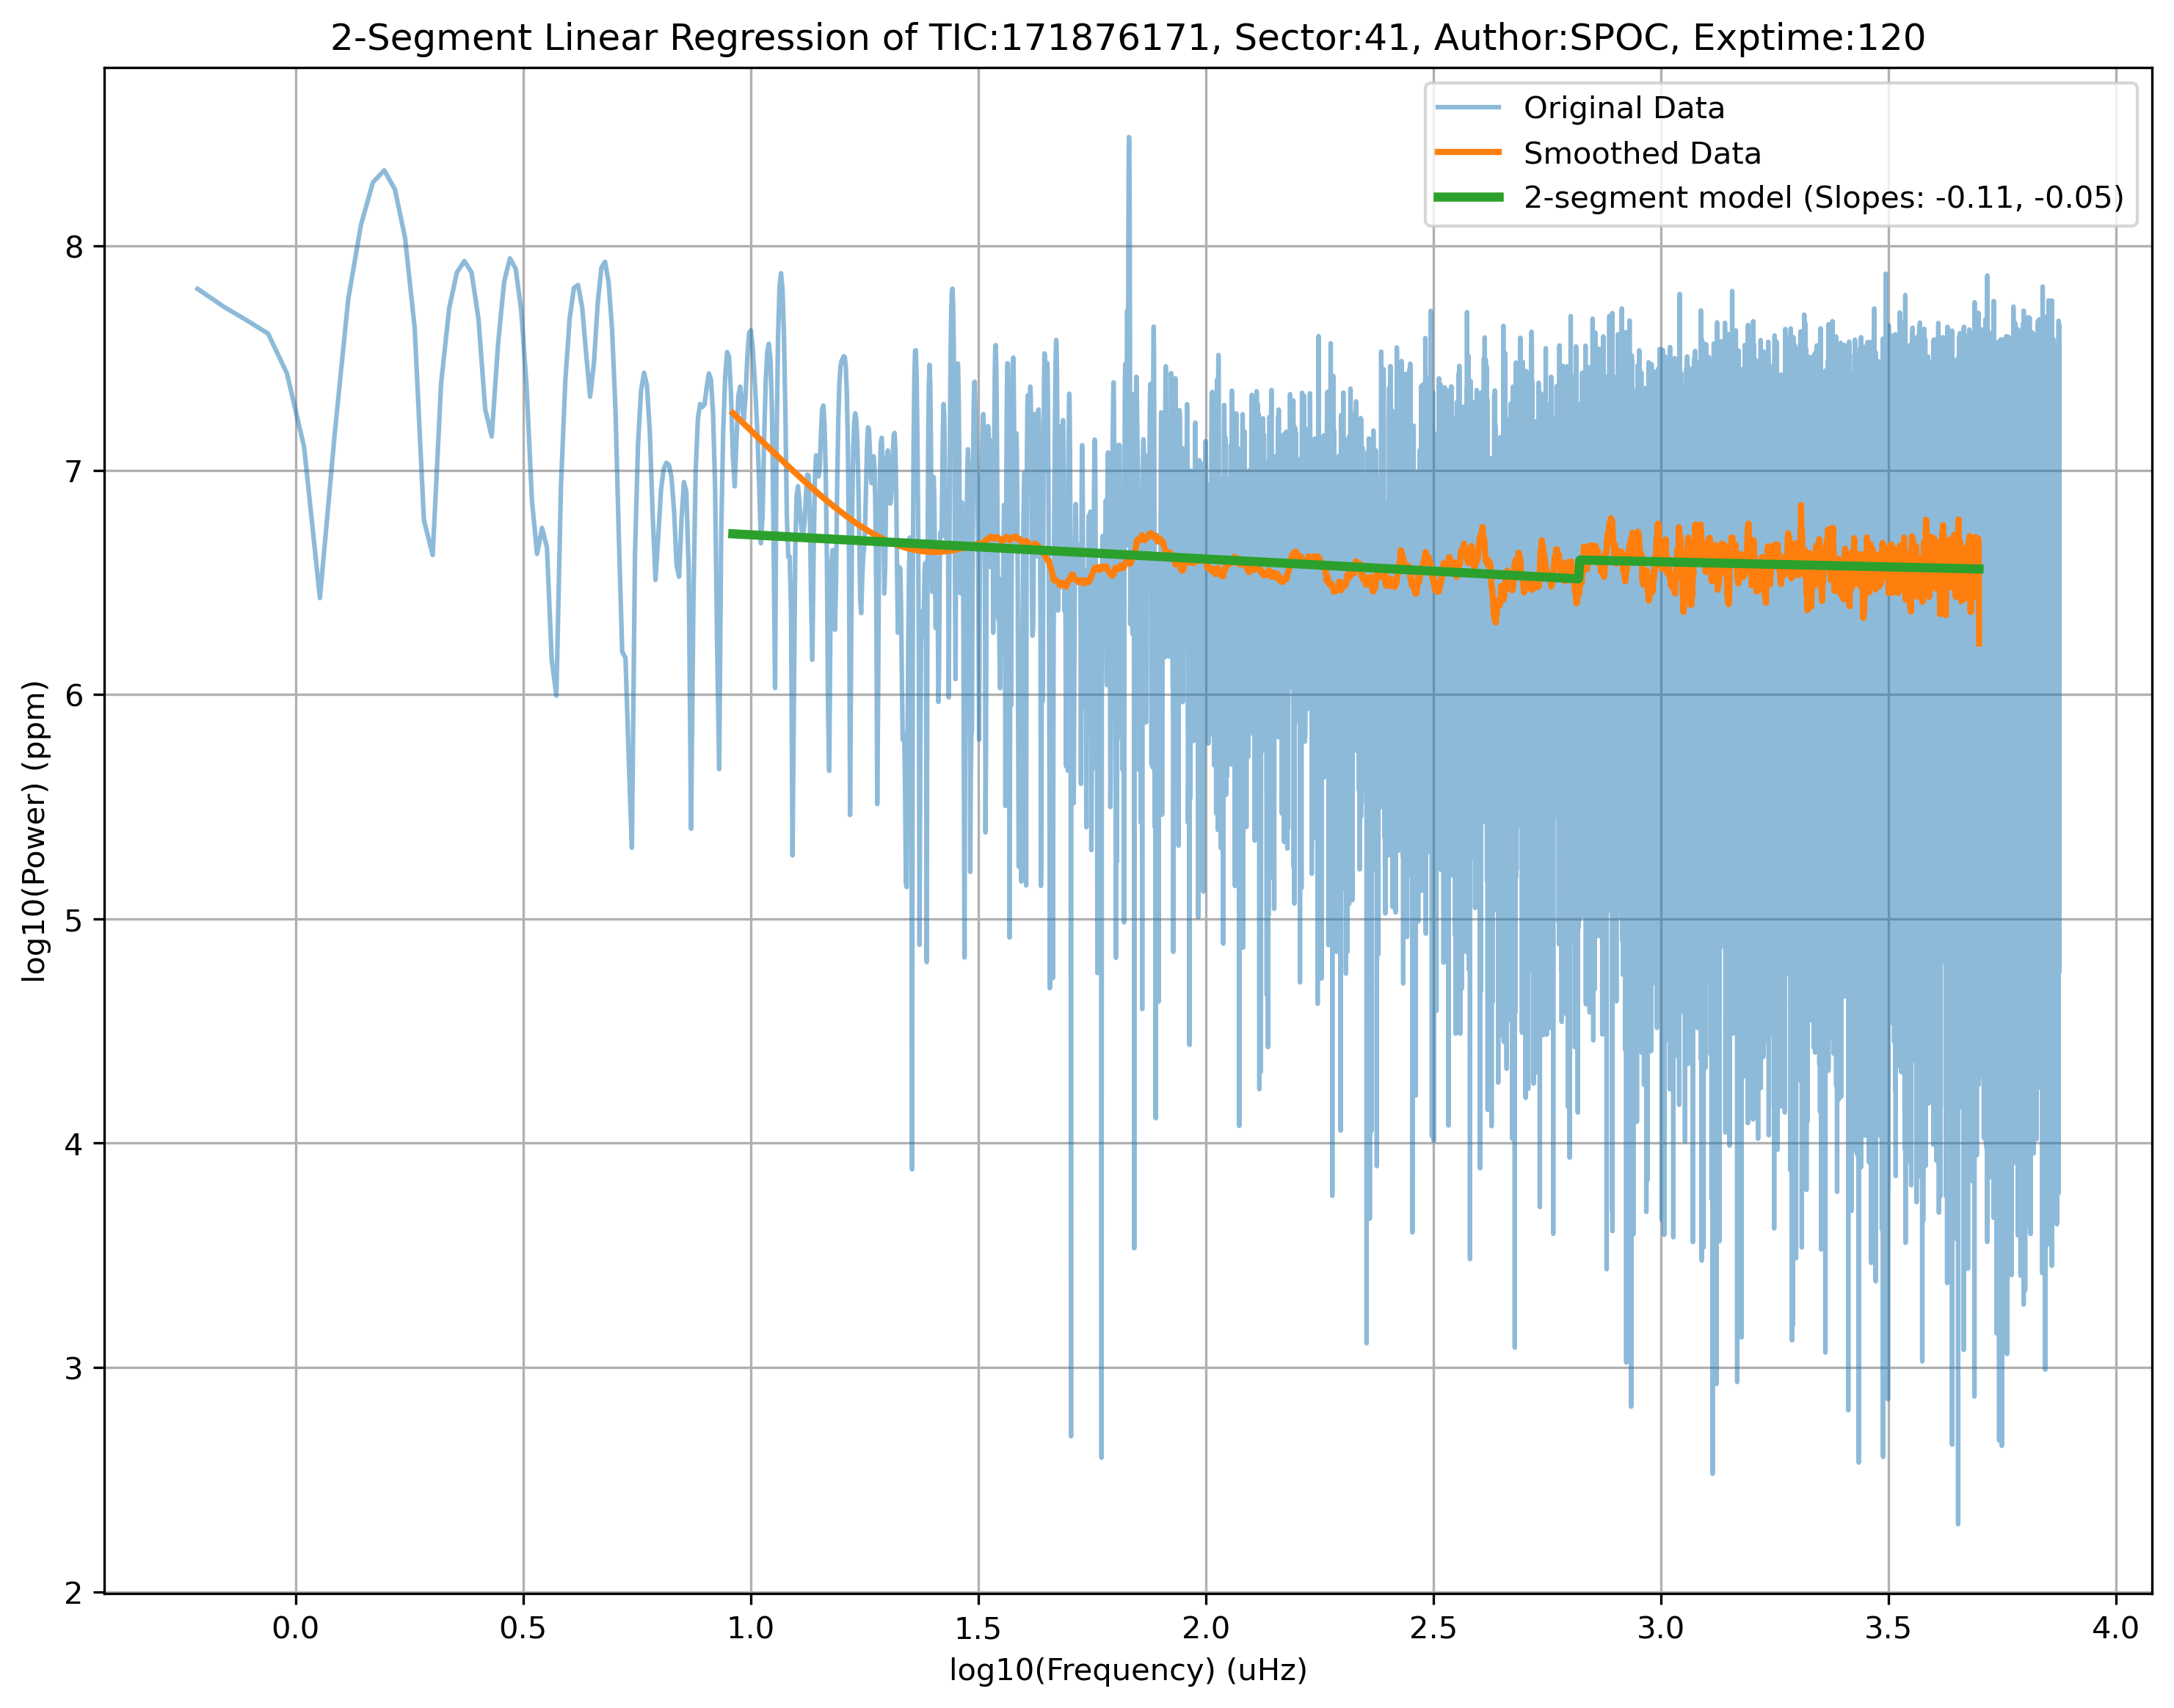 2-Segment Linear Regression of TIC:171876171, Sector:41, Author:SPOC, Exptime:120
Original Data
Smoothed Data
2-segment model (Slopes: -0.11, -0.05)
8
7
6
5
4
3
2
log10(Power) (ppm)
0.0 0.5 1.0 1.5 2.0 2.5 3.0 3.5 4.0
log10(Frequency) (uHz)